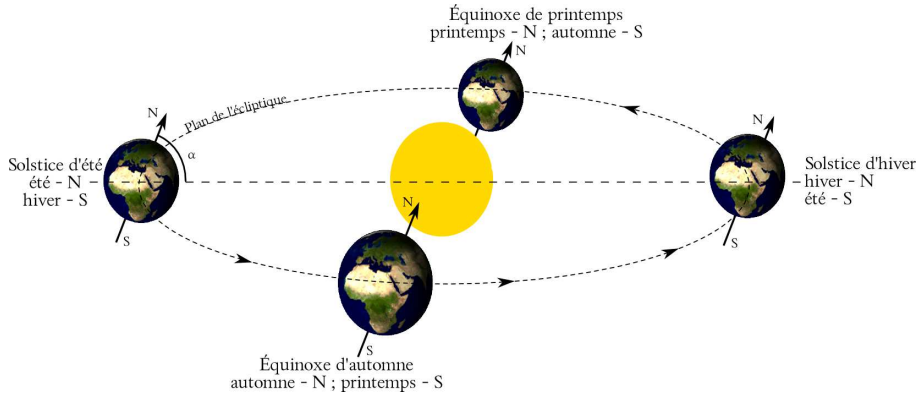 Équinoxe de printemps
printemps - N ; automne - S
N
Plan de l'écliptique
N
α
Solstice d'été
été - N
hiver - S
S
N
Solstice d'hiver
hiver - N
été - S
S
N
S
Équinoxe d'automne
automne - N ; printemps - S